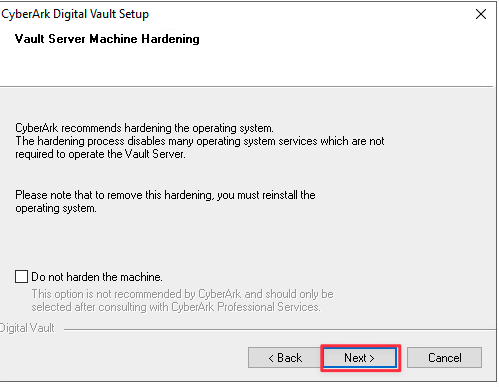 CyberArk Digital Vault Setup
Vault Server Machine Hardening
CyberArk recommends hardening the operating system.
The hardening process disables many operating system services which are not
required to operate the Vault Server.
Please note that to remove this hardening, you must reinstall the
operating system.
Do not harden the machine.
This option is not recommended by CyberArk and should only be
selected after consulting with CyberArk Professional Services.
Digital Vault
< Back
Next >
Cancel